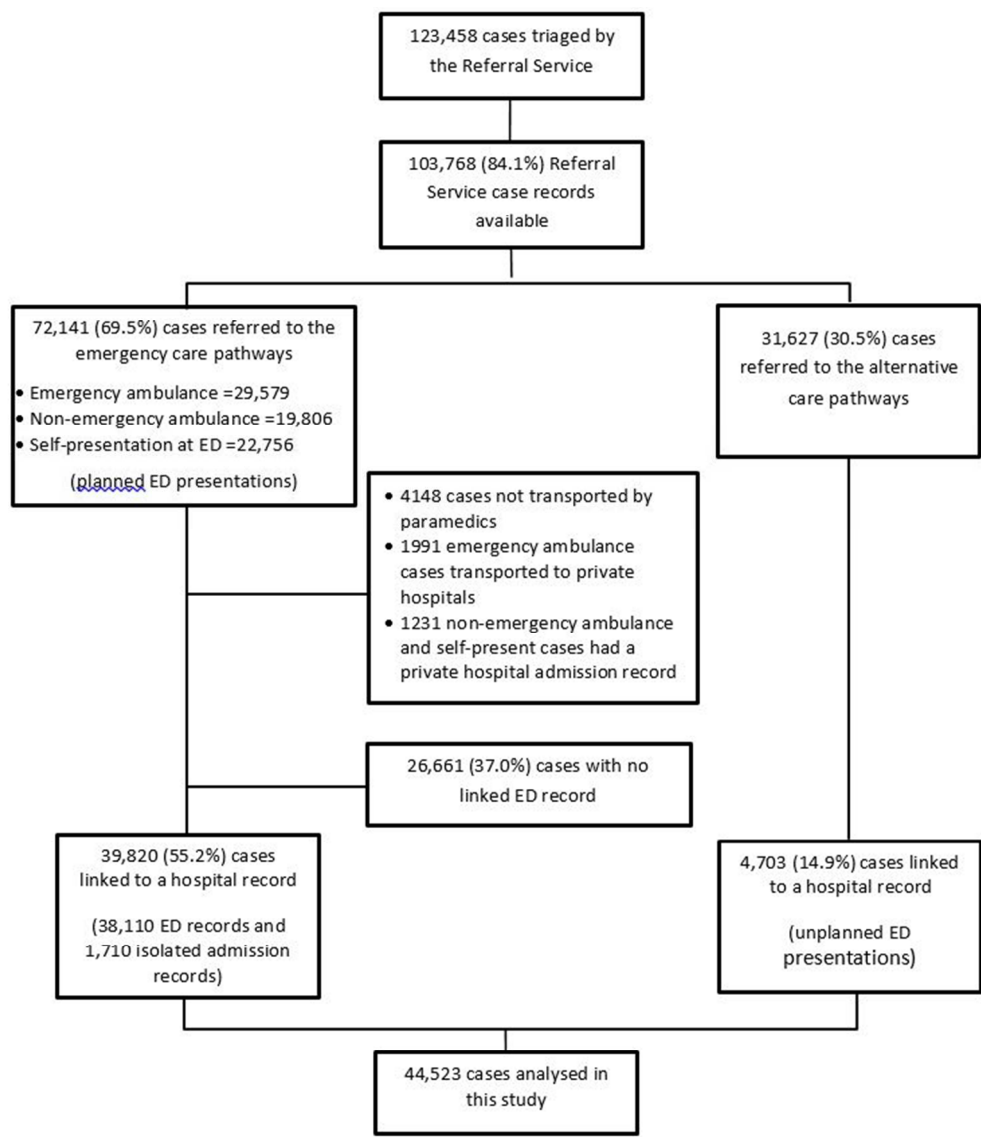 123,458 cases triaged by
the Referral Service
103,768 (84.1%) Referral
Service case records
available
72,141 (69.5%) cases referred to the
emergency care pathways
• Emergency ambulance =29,579
• Non-emergency ambulance =19,806
• Self-presentation at ED =22,756
(planned ED presentations)
31,627 (30.5%) cases
referred to the alternative
care pathways
• 4148 cases not transported by
paramedics
• 1991 emergency ambulance
cases transported to private
hospitals
• 1231 non-emergency ambulance
and self-present cases had a
private hospital admission record
26,661 (37.0%) cases with no
linked ED record
39,820 (55.2%) cases
linked to a hospital record
(38,110 ED records and
1,710 isolated admission
records)
4,703 (14.9%) cases linked
to a hospital record
(unplanned ED
presentations)
44,523 cases analysed in
this study